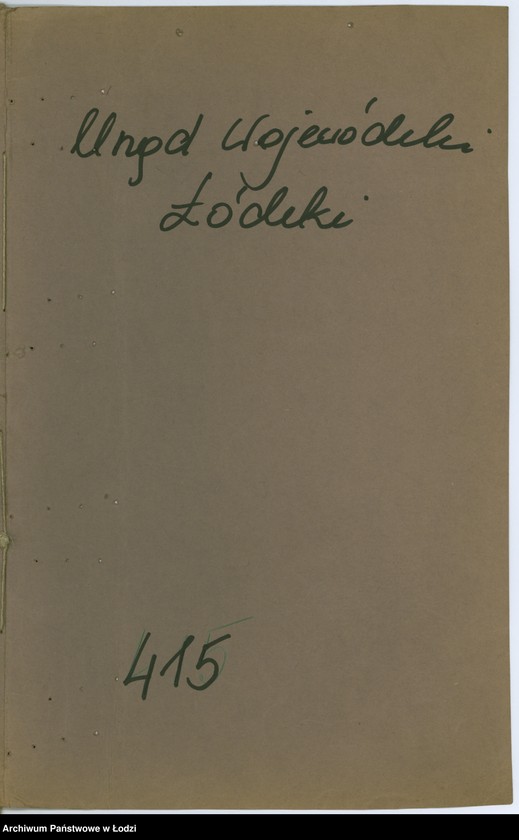 Urząd Wojewódzki
Łódzki
415
Archiwum Państwowe w Łodzi